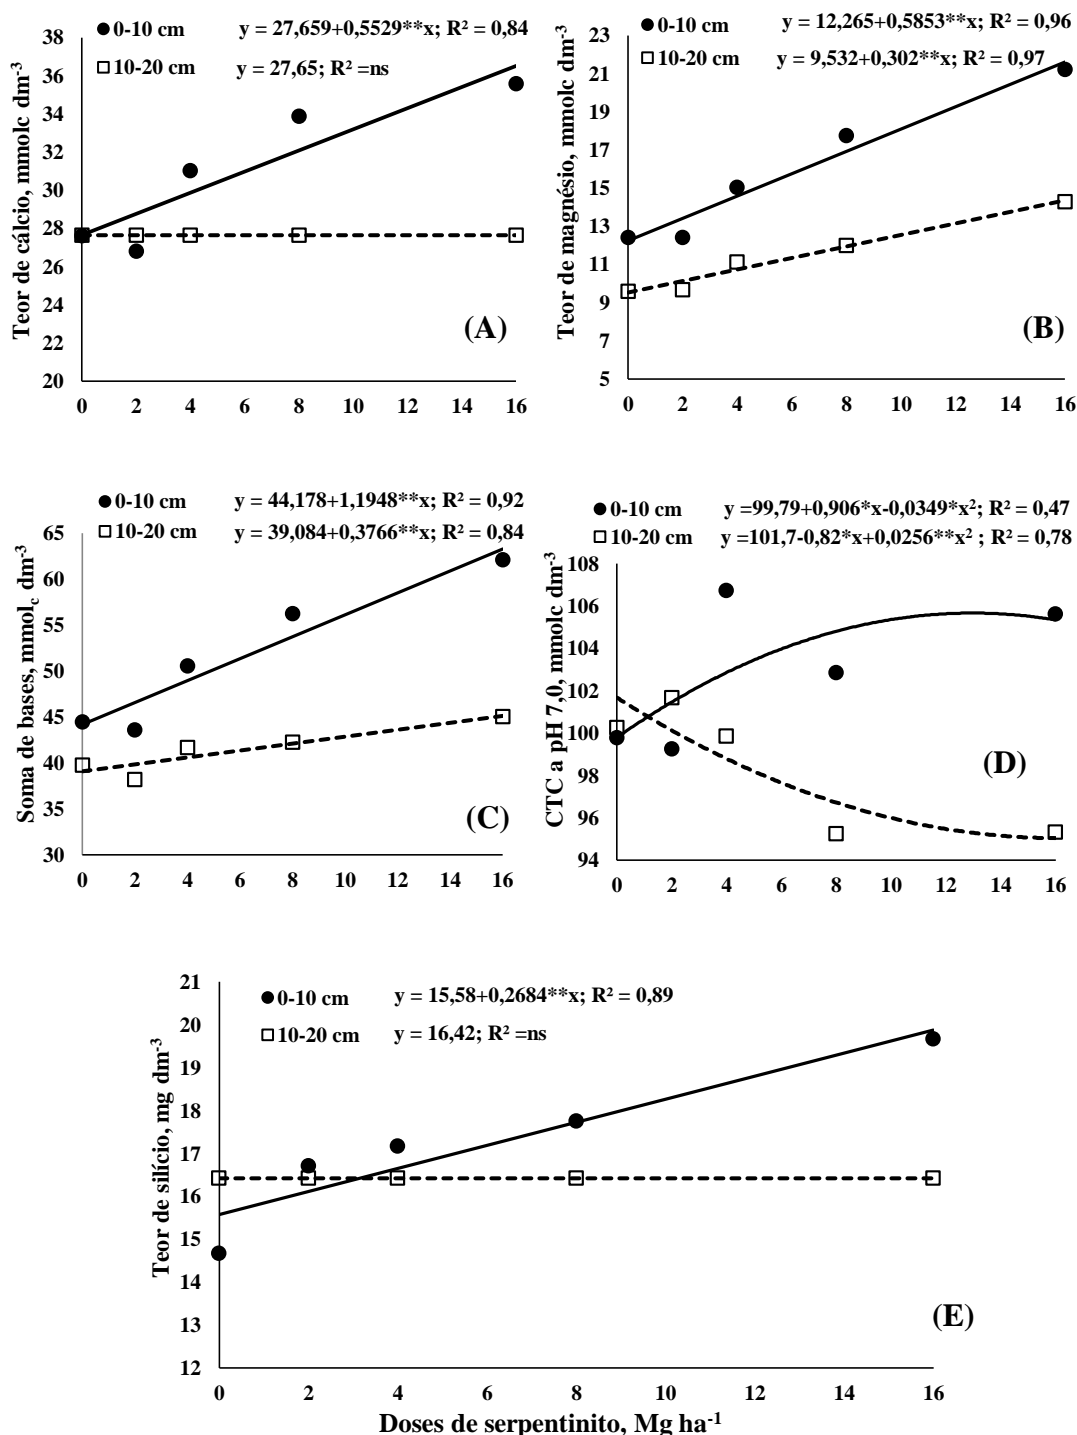 0-10 cm y = 27,659+0,5529**x; R² = 0,84
10-20 cm y = 27,65; R² =ns
Teor de cálcio, mmolc dm-³
38
36
34
32
30
28
26
24
22
20
(A)
0 2 4 6 8 10 12 14 16
0-10 cm y = 12,265+0,5853**x; R² = 0,96
10-20 cm y = 9,532+0,302**x; R² = 0,97
Teor de magnésio, mmolc dm-³
23
21
19
17
15
13
11
9
7
5
(B)
0 2 4 6 8 10 12 14 16
0-10 cm y = 44,178+1,1948**x; R² = 0,92
10-20 cm y = 39,084+0,3766**x; R² = 0,84
Soma de bases, mmolc dm-³
65
60
55
50
45
40
35
30
(C)
0 2 4 6 8 10 12 14 16
0-10 cm y =99,79+0,906*x-0,0349*x²; R² = 0,47
10-20 cm y =101,7-0,82*x+0,0256**x² ; R² = 0,78
CTC a pH 7,0, mmolc dm-³
108
106
104
102
100
98
96
94
(D)
0 2 4 6 8 10 12 14 16
0-10 cm y = 15,58+0,2684**x; R² = 0,89
10-20 cm y = 16,42; R² =ns
Teor de silício, mg dm-³
21
20
19
18
17
16
15
14
13
12
(E)
0 2 4 6 8 10 12 14 16
Doses de serpentinito, Mg ha-¹